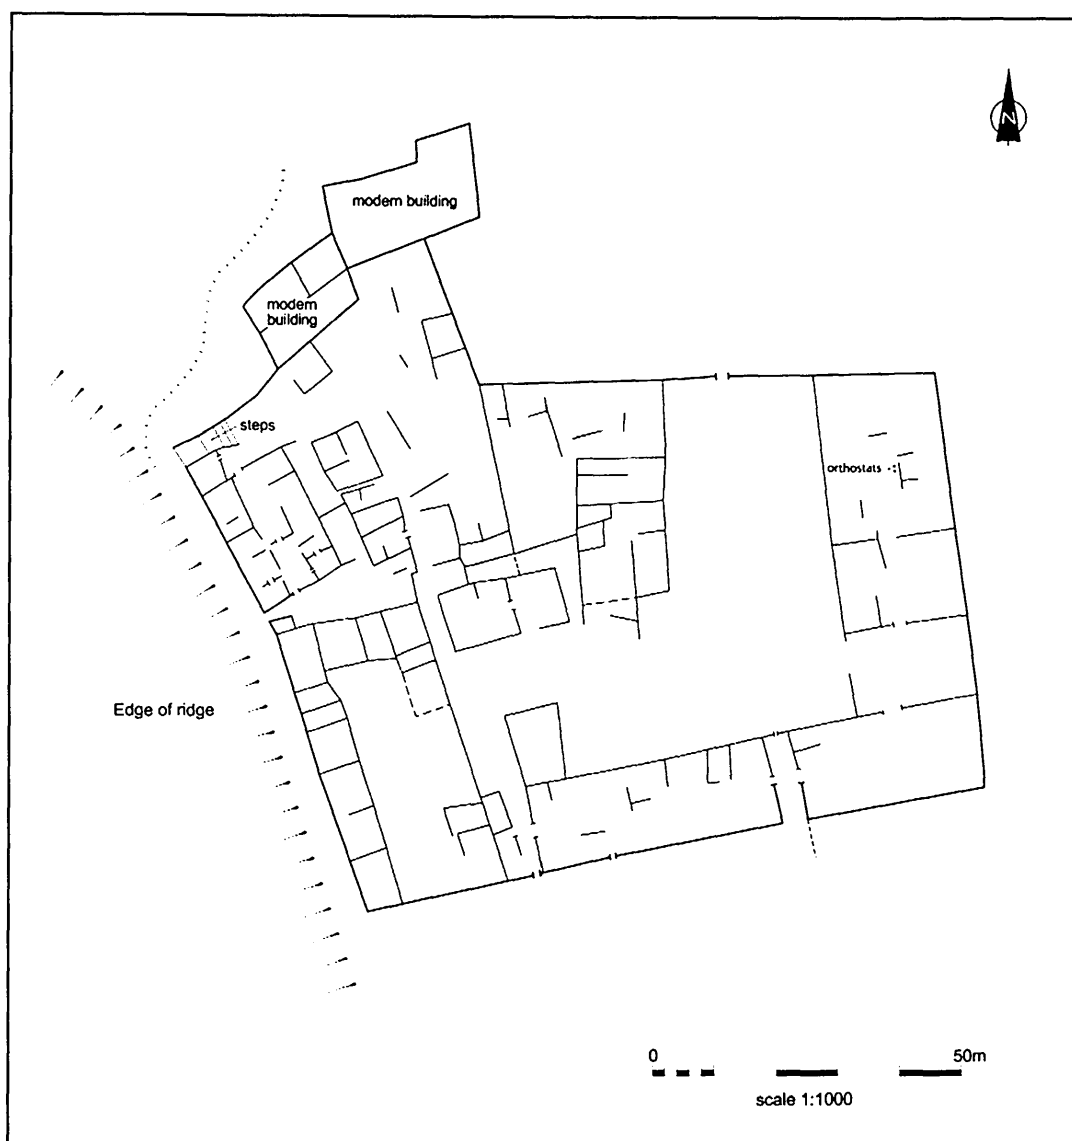 N
modern building
modern
building
steps
orthostats
Edge of ridge
0 50m
scale 1:1000